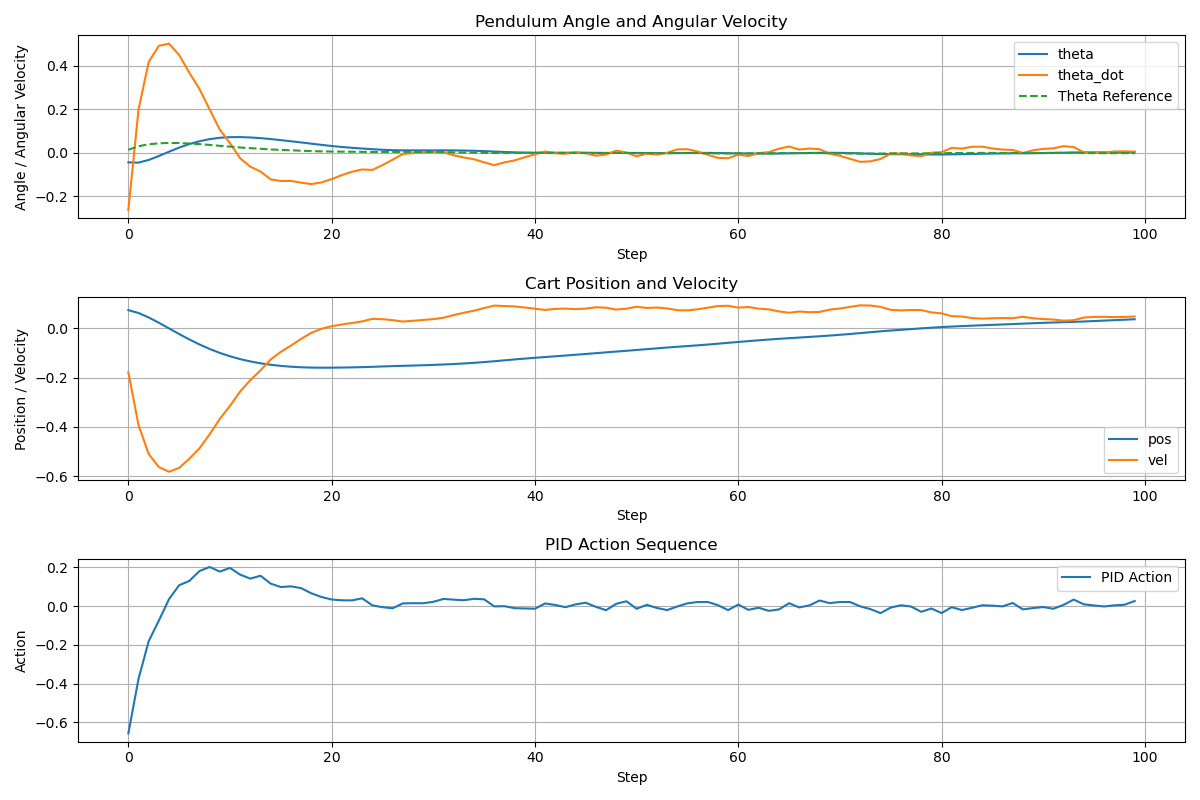 Pendulum Angle and Angular Velocity
Angle / Angular Velocity
0.4
0.2
0.0
−0.2
theta
theta_dot
Theta Reference
0 20 40 60 80 100
Step
Cart Position and Velocity
Position / Velocity
0.0
−0.2
−0.4
−0.6
pos
vel
0 20 40 60 80 100
Step
PID Action Sequence
Action
0.2
0.0
−0.2
−0.4
−0.6
PID Action
0 20 40 60 80 100
Step